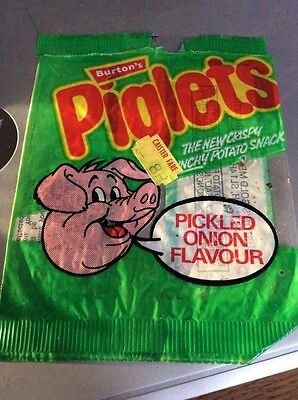 Burton's
Piglets
THE NEW CRISPY
CRUNCHY POTATO SNACK
PICKLED
ONION
FLAVOUR